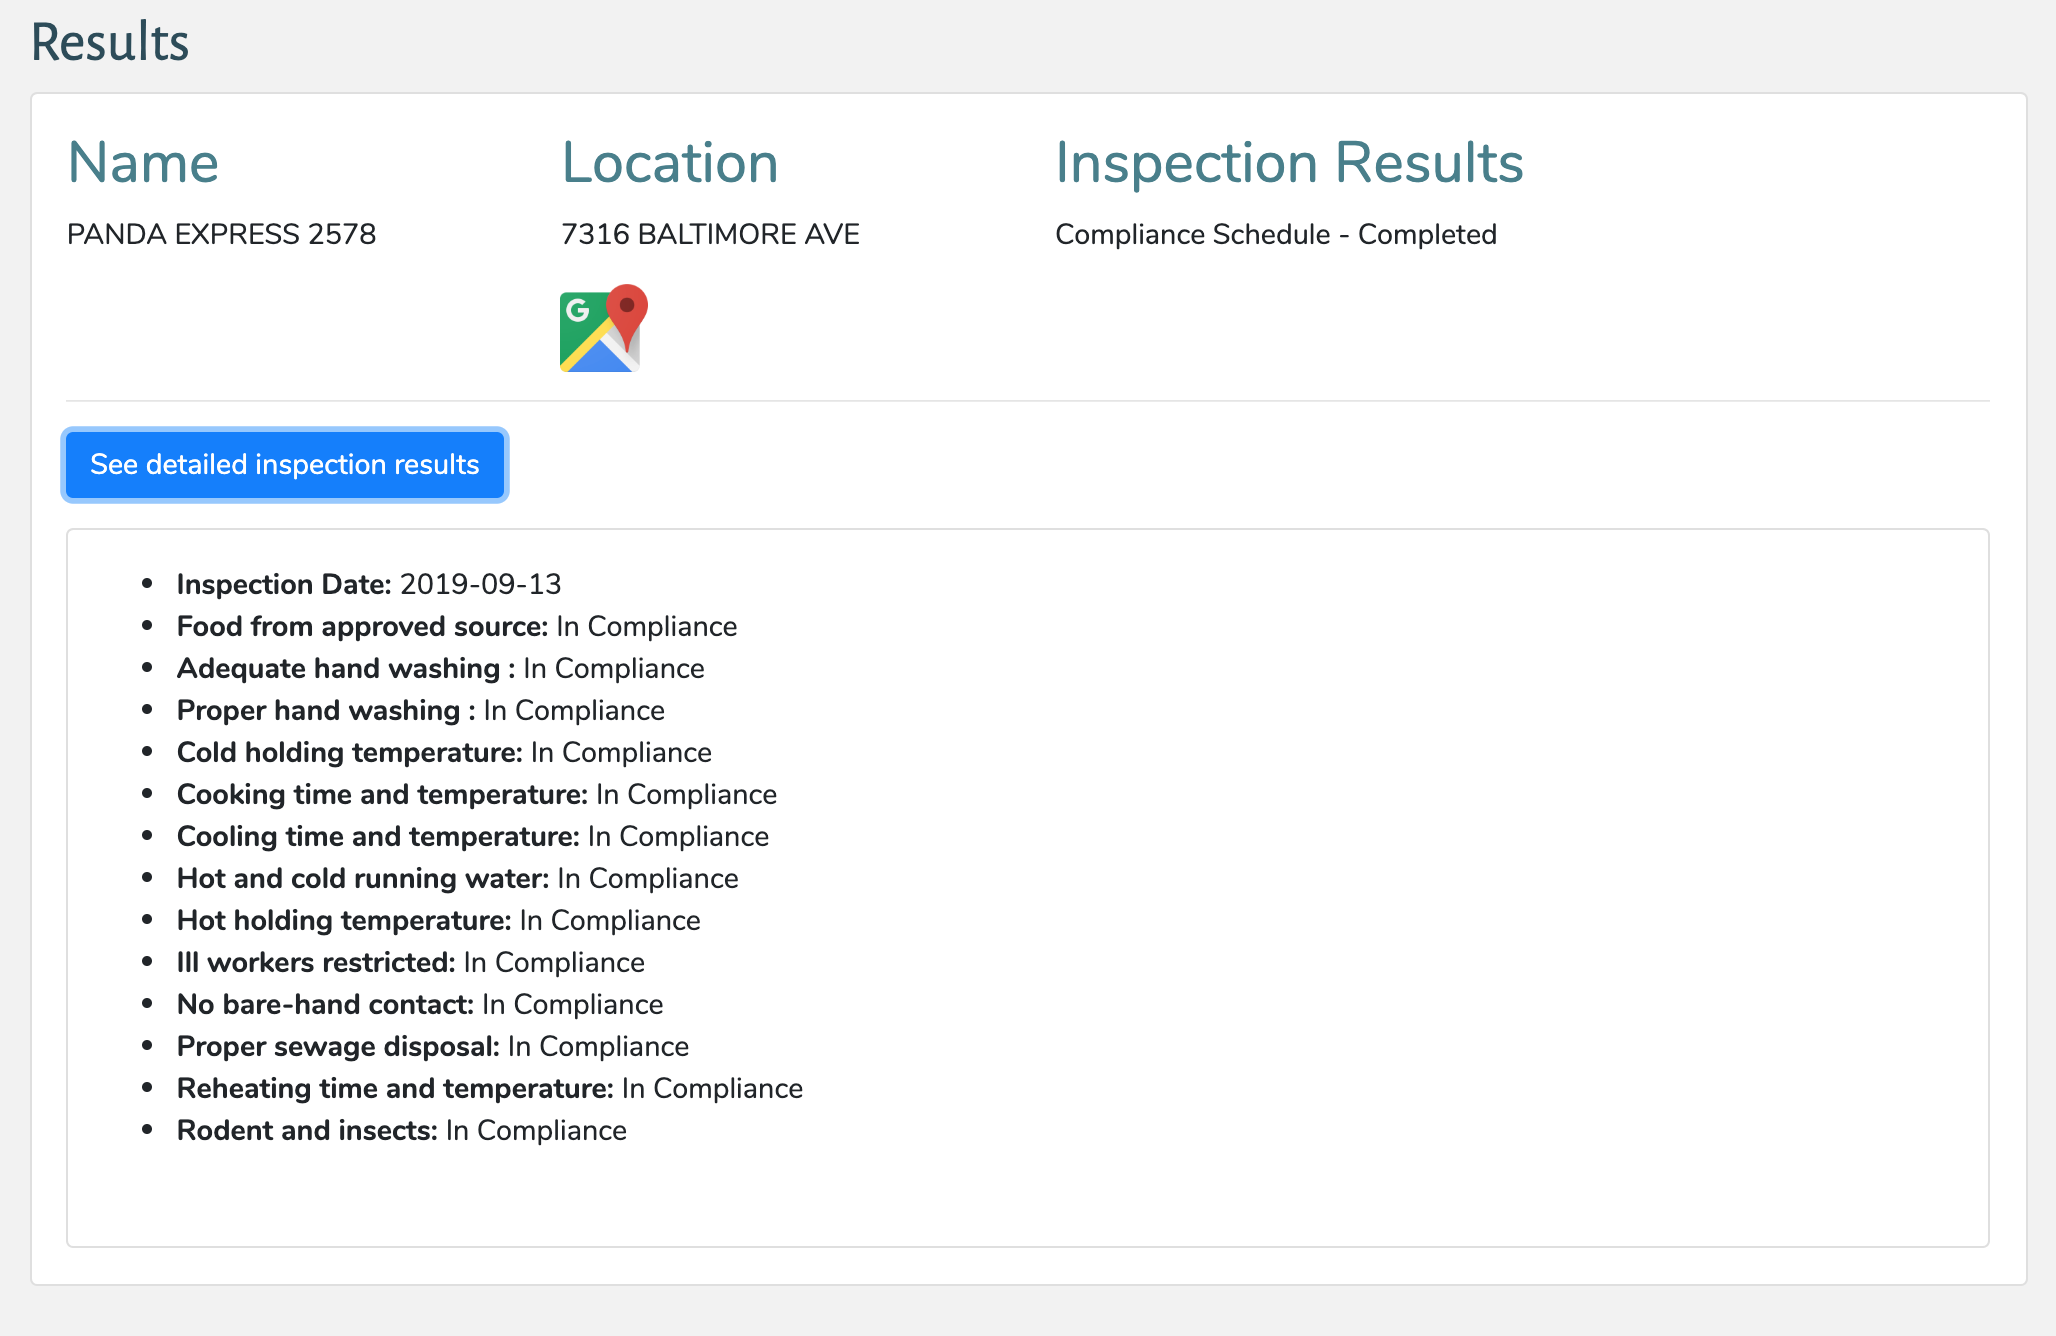 Results
Name
Location
Inspection Results
PANDA EXPRESS 2578
7316 BALTIMORE AVE
Compliance Schedule - Completed
G
See detailed inspection results
• Inspection Date: 2019-09-13
• Food from approved source: In Compliance
• Adequate hand washing : In Compliance
• Proper hand washing : In Compliance
• Cold holding temperature: In Compliance
• Cooking time and temperature: In Compliance
• Cooling time and temperature: In Compliance
• Hot and cold running water: In Compliance
• Hot holding temperature: In Compliance
• Ill workers restricted: In Compliance
• No bare-hand contact: In Compliance
• Proper sewage disposal: In Compliance
• Reheating time and temperature: In Compliance
• Rodent and insects: In Compliance